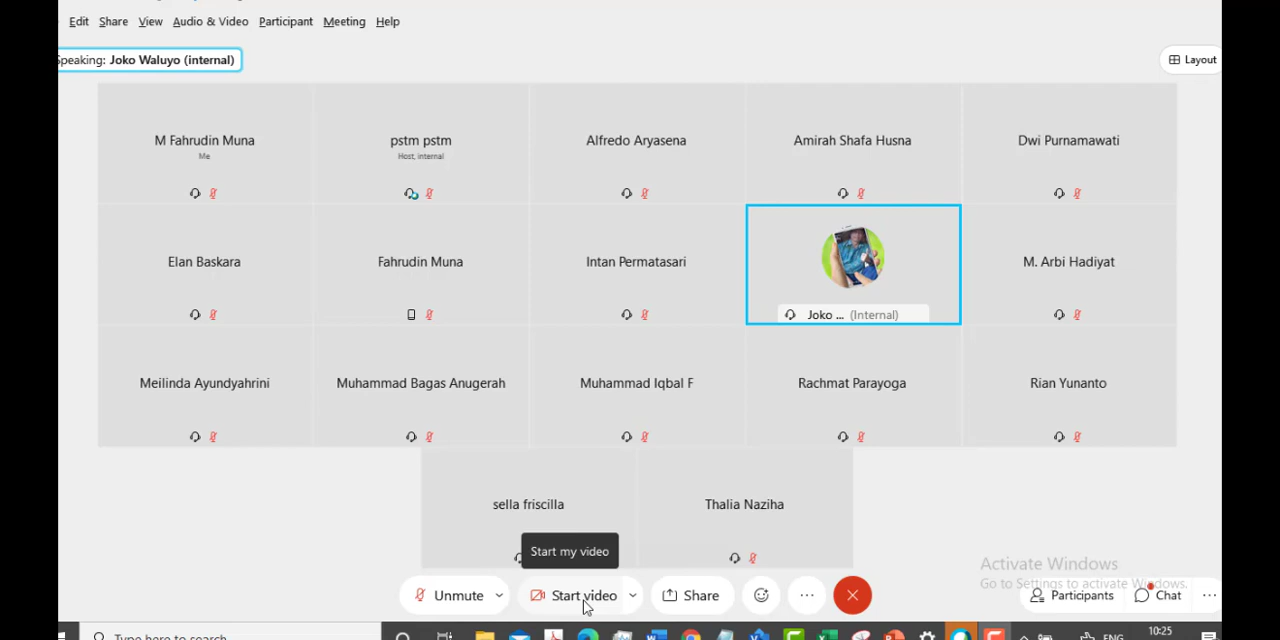 Edit Share View Audio & Video Participant Meeting Help
Speaking: Joko Waluyo (internal)
Layout
M Fahrudin Muna
Me
pstm pstm
Host, internal
Alfredo Aryasena
Amirah Shafa Husna
Dwi Purnamawati
Elan Baskara
Fahrudin Muna
Intan Permatasari
Joko ... (Internal)
M. Arbi Hadiyat
Meilinda Ayundyahrini
Muhammad Bagas Anugerah
Muhammad Iqbal F
Rachmat Parayoga
Rian Yunanto
sella friscilla
Thalia Naziha
Start my video
Activate Windows
Go to Settings to activate Windows.
Unmute
Start video
Share
Participants
Chat
Type here to search
ENG
10:25